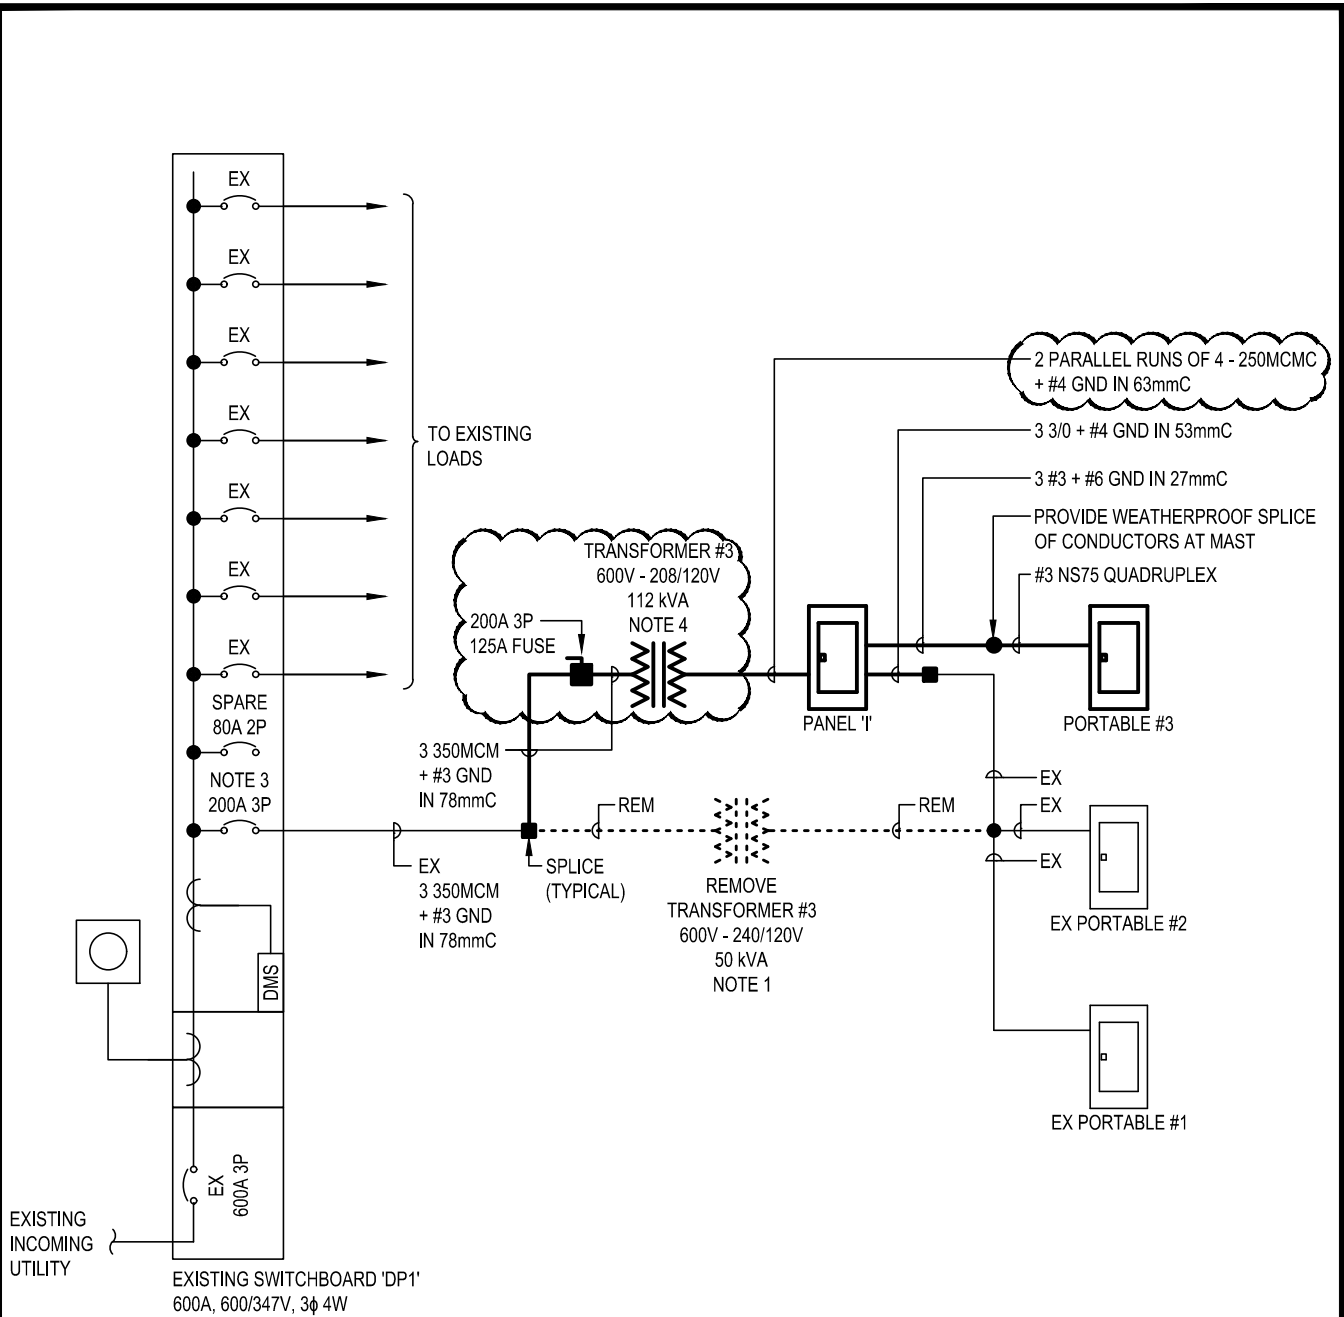 EX
EX
EX
EX
EX
EX
EX
TO EXISTING
LOADS
SPARE
80A 2P
NOTE 3
200A 3P
2 PARALLEL RUNS OF 4 - 250MCMC
+ #4 GND IN 63mmC
3 3/0 + #4 GND IN 53mmC
3 #3 + #6 GND IN 27mmC
PROVIDE WEATHERPROOF SPLICE
OF CONDUCTORS AT MAST
#3 NS75 QUADRUPLEX
TRANSFORMER #3
600V - 208/120V
112 kVA
NOTE 4
200A 3P
125A FUSE
PANEL 'I'
PORTABLE #3
3 350MCM
+ #3 GND
IN 78mmC
REM
REM
EX
EX
EX
EX
3 350MCM
+ #3 GND
IN 78mmC
SPLICE
(TYPICAL)
REMOVE
TRANSFORMER #3
600V - 240/120V
50 kVA
NOTE 1
EX PORTABLE #2
EX PORTABLE #1
DMS
EX
600A 3P
EXISTING
INCOMING
UTILITY
EXISTING SWITCHBOARD 'DP1'
600A, 600/347V, 3ϕ 4W